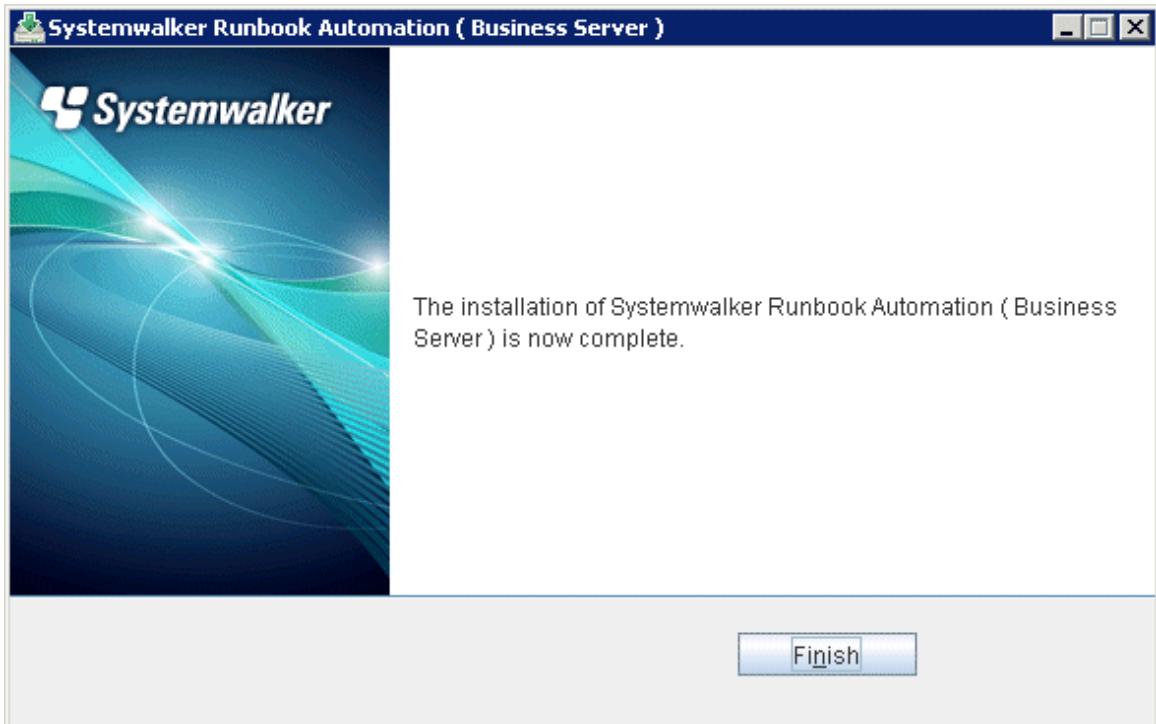 Systemwalker Runbook Automation ( Business Server )
Systemwalker
The installation of Systemwalker Runbook Automation ( Business
Server ) is now complete.
Finish